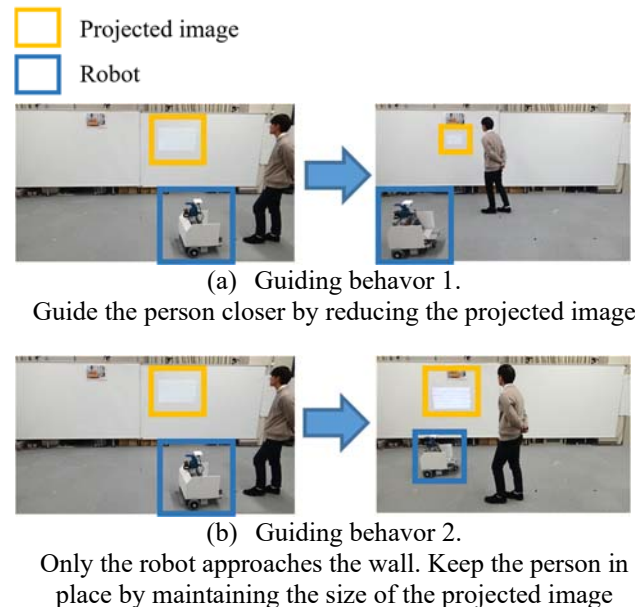 Projected image
Robot
(a) Guiding behavor 1.
Guide the person closer by reducing the projected image
(b) Guiding behavor 2.
Only the robot approaches the wall. Keep the person in
place by maintaining the size of the projected image